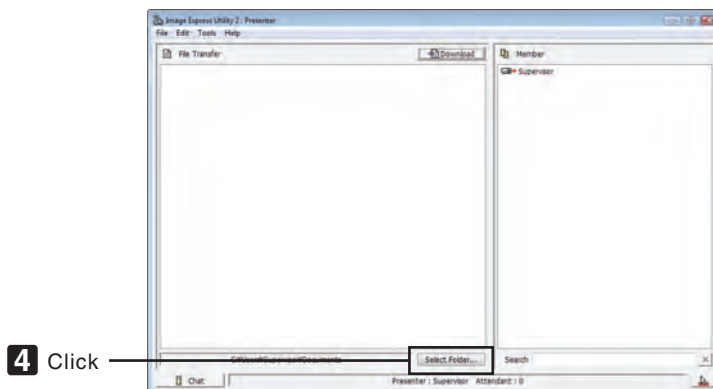 Image Express Utility 2 : Presenter
File Edit Tools Help
File Transfer
Download
Member
Supervisor
4 Click
Select Folder...
Search
Chat
Presenter : Supervisor Attendant : 0